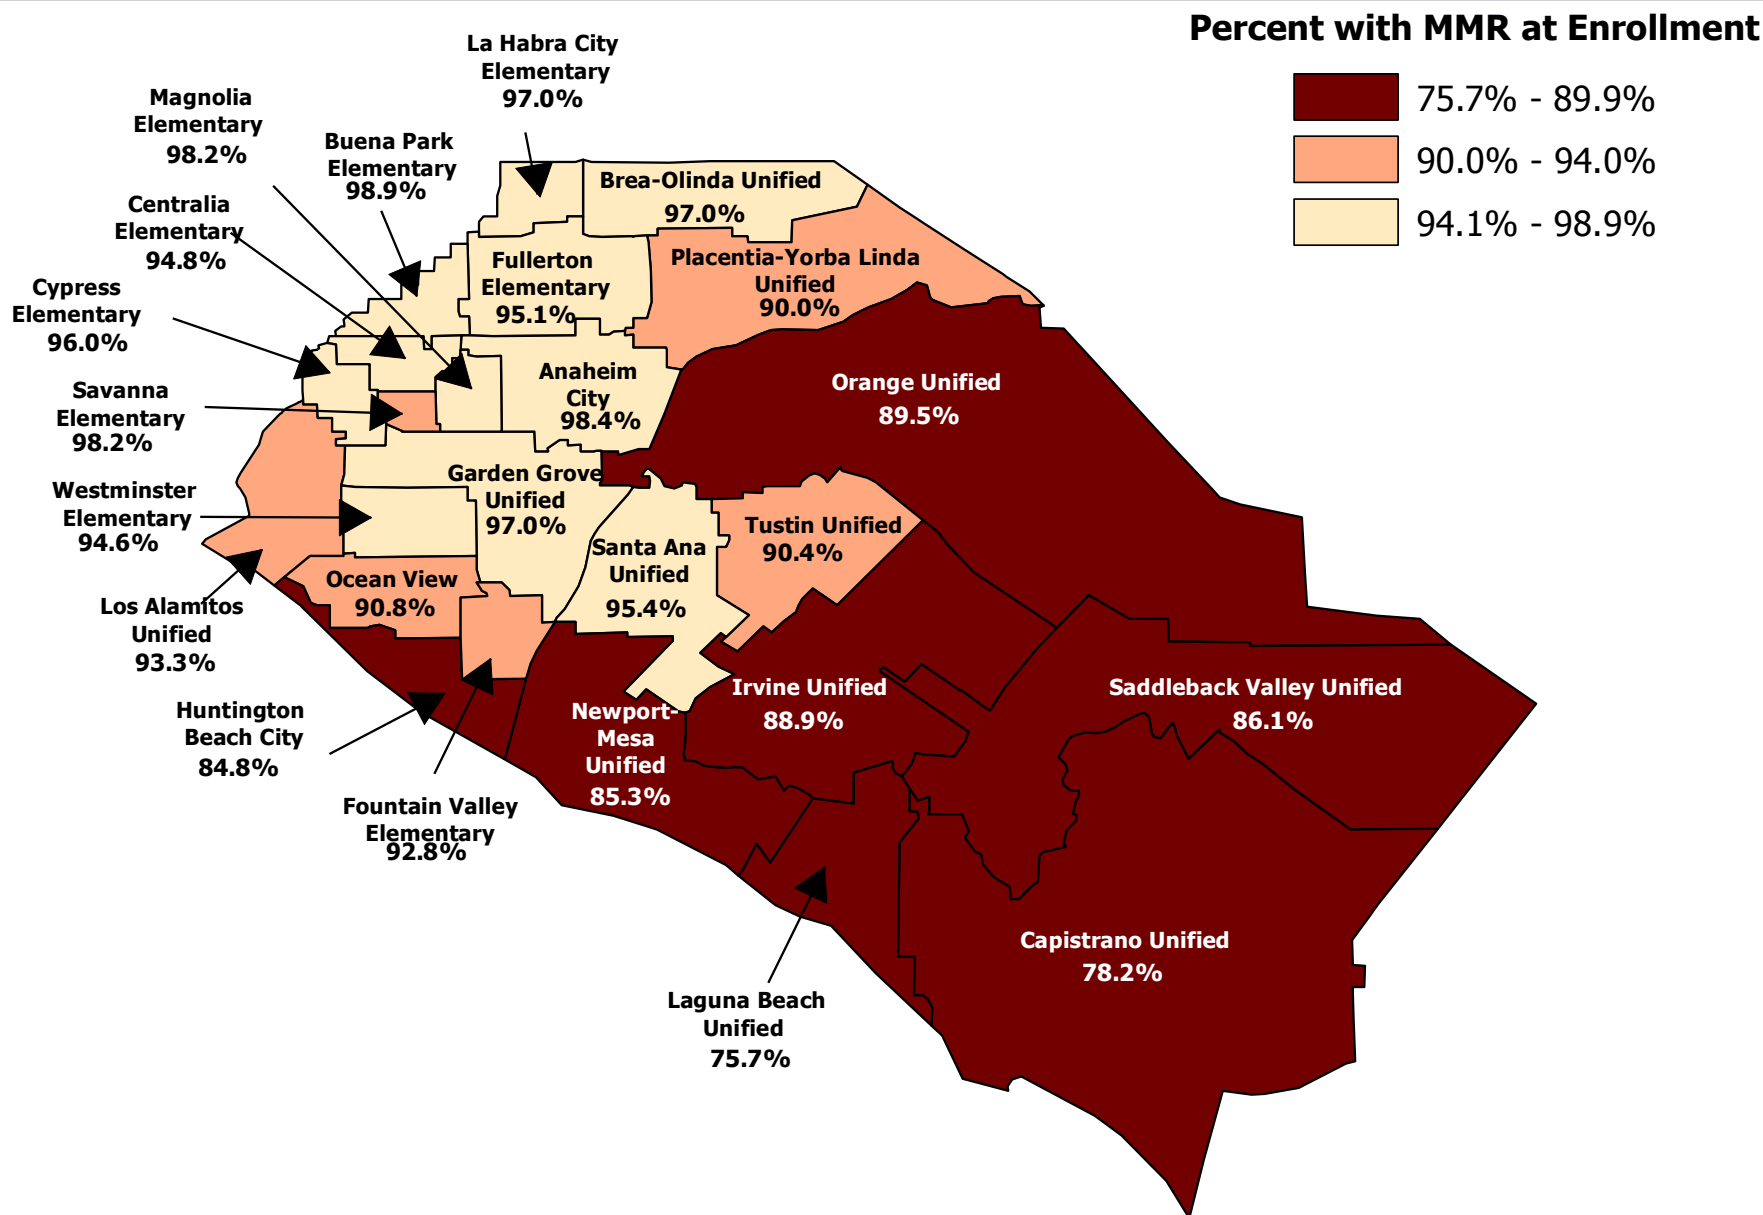 Percent with MMR at Enrollment
75.7% - 89.9%
90.0% - 94.0%
94.1% - 98.9%
La Habra City
Elementary
97.0%
Magnolia
Elementary
98.2%
Buena Park
Elementary
98.9%
Centralia
Elementary
94.8%
Cypress
Elementary
96.0%
Savanna
Elementary
98.2%
Westminster
Elementary
94.6%
Los Alamitos
Unified
93.3%
Huntington
Beach City
84.8%
Fountain Valley
Elementary
92.8%
Laguna Beach
Unified
75.7%
Brea-Olinda Unified
97.0%
Fullerton
Elementary
95.1%
Placentia-Yorba Linda
Unified
90.0%
Anaheim
City
98.4%
Orange Unified
89.5%
Garden Grove
Unified
97.0%
Santa Ana
Unified
95.4%
Tustin Unified
90.4%
Ocean View
90.8%
Newport-
Mesa
Unified
85.3%
Irvine Unified
88.9%
Saddleback Valley Unified
86.1%
Capistrano Unified
78.2%